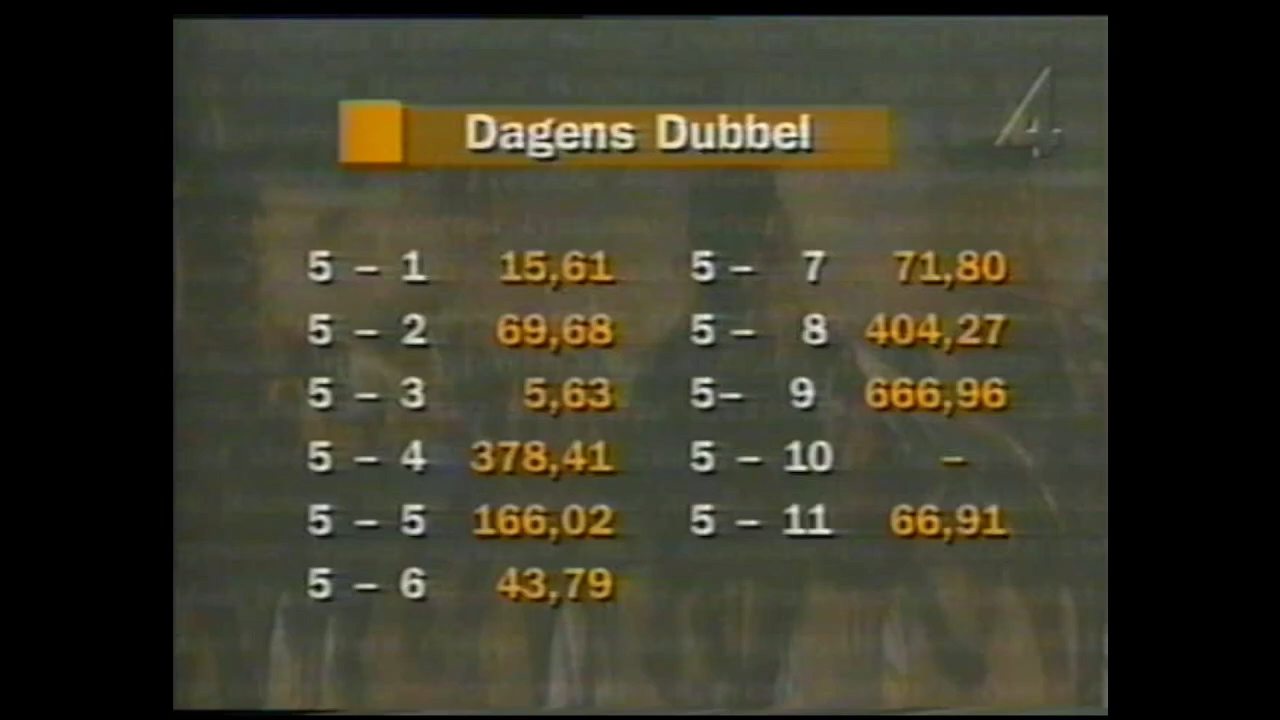 Dagens Dubbel
4
5 – 1 15,61 5 – 7 71,80
5 – 2 69,68 5 – 8 404,27
5 – 3 5,63 5– 9 666,96
5 – 4 378,41 5 – 10 –
5 – 5 166,02 5 – 11 66,91
5 – 6 43,79